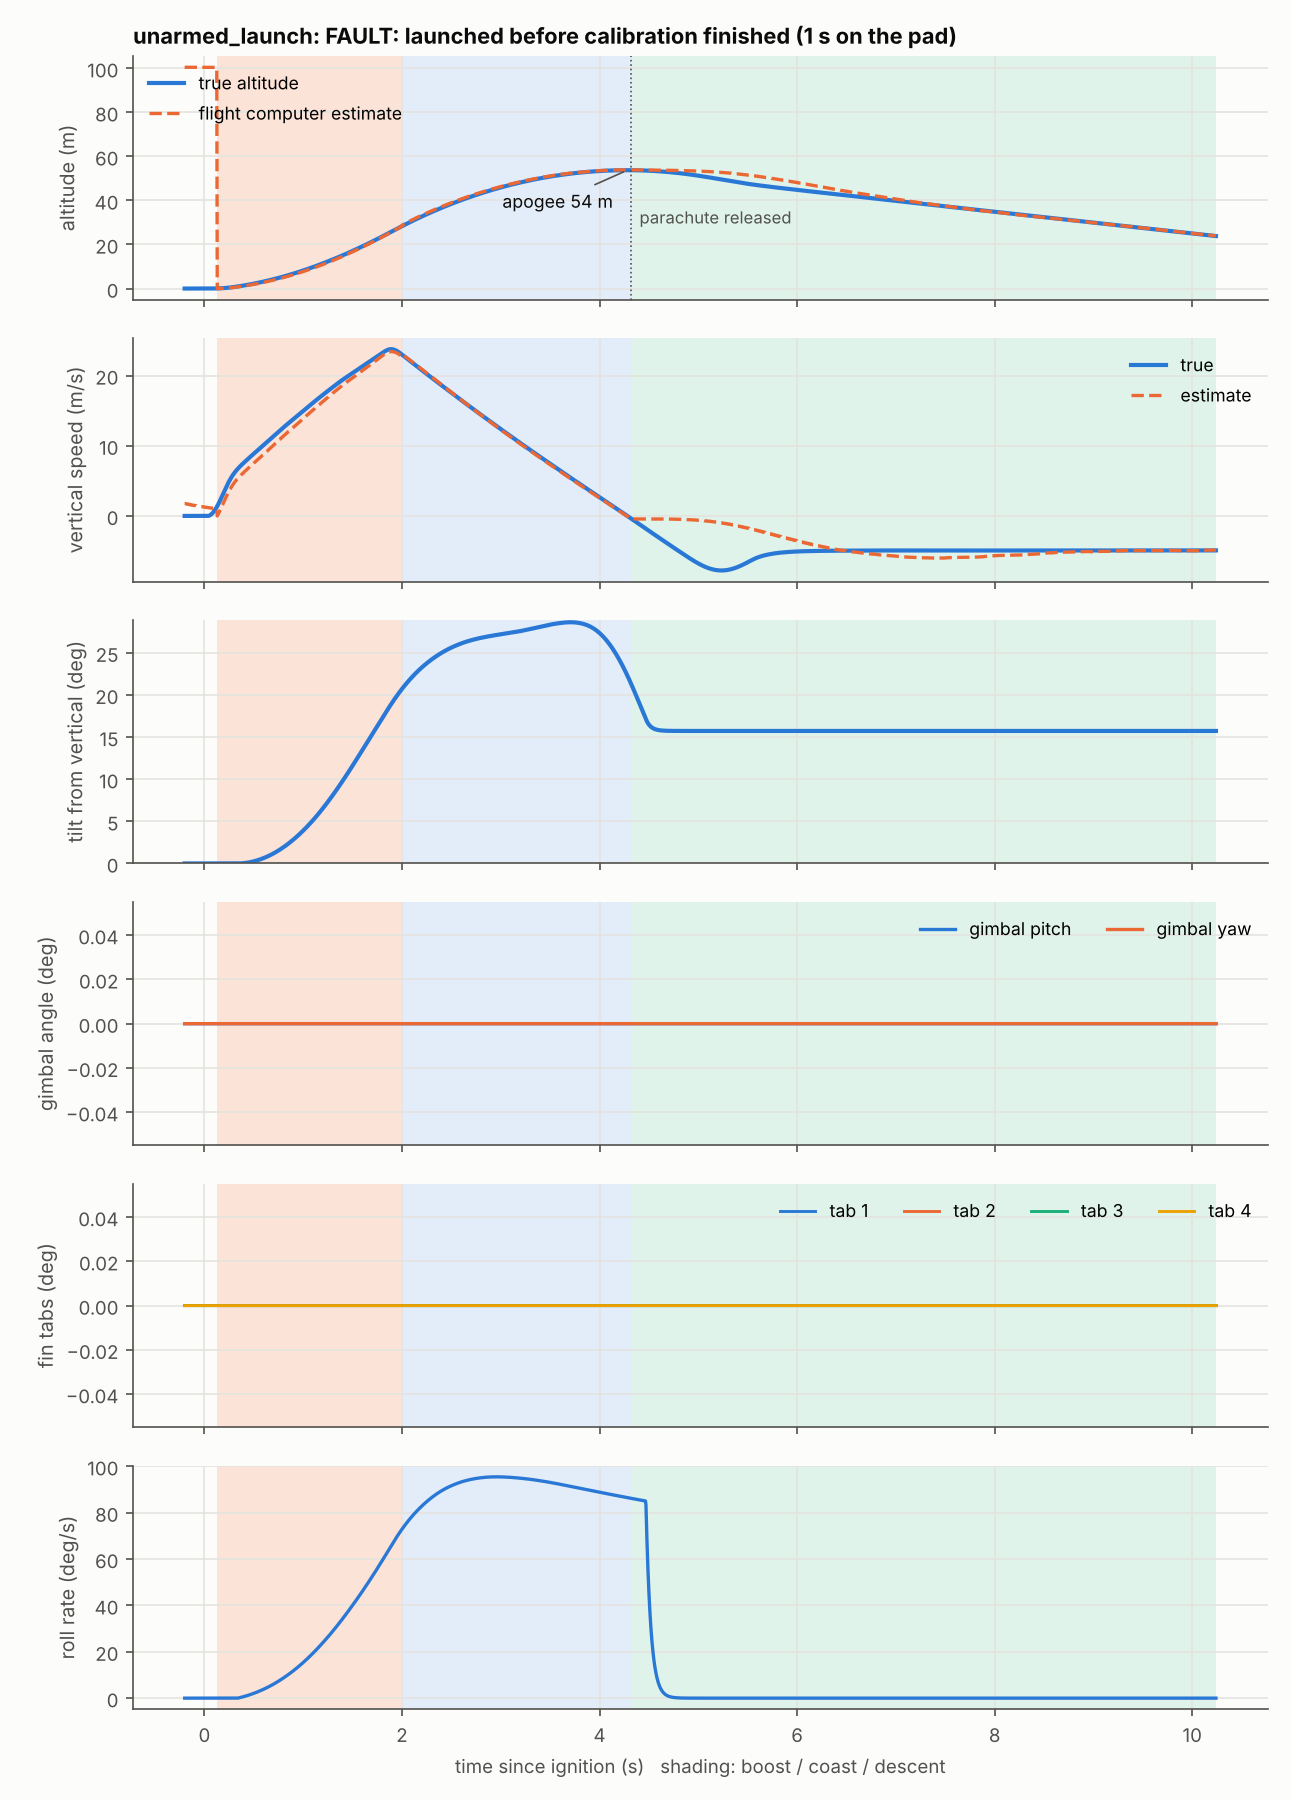 unarmed_launch: FAULT: launched before calibration finished (1 s on the pad)
altitude (m)
100
80
60
40
20
0
true altitude
flight computer estimate
apogee 54 m
parachute released
vertical speed (m/s)
20
10
0
true
estimate
tilt from vertical (deg)
25
20
15
10
5
0
gimbal angle (deg)
0.04
0.02
0.00
−0.02
−0.04
gimbal pitch
gimbal yaw
fin tabs (deg)
0.04
0.02
0.00
−0.02
−0.04
tab 1
tab 2
tab 3
tab 4
roll rate (deg/s)
100
80
60
40
20
0
0 2 4 6 8 10
time since ignition (s) shading: boost / coast / descent